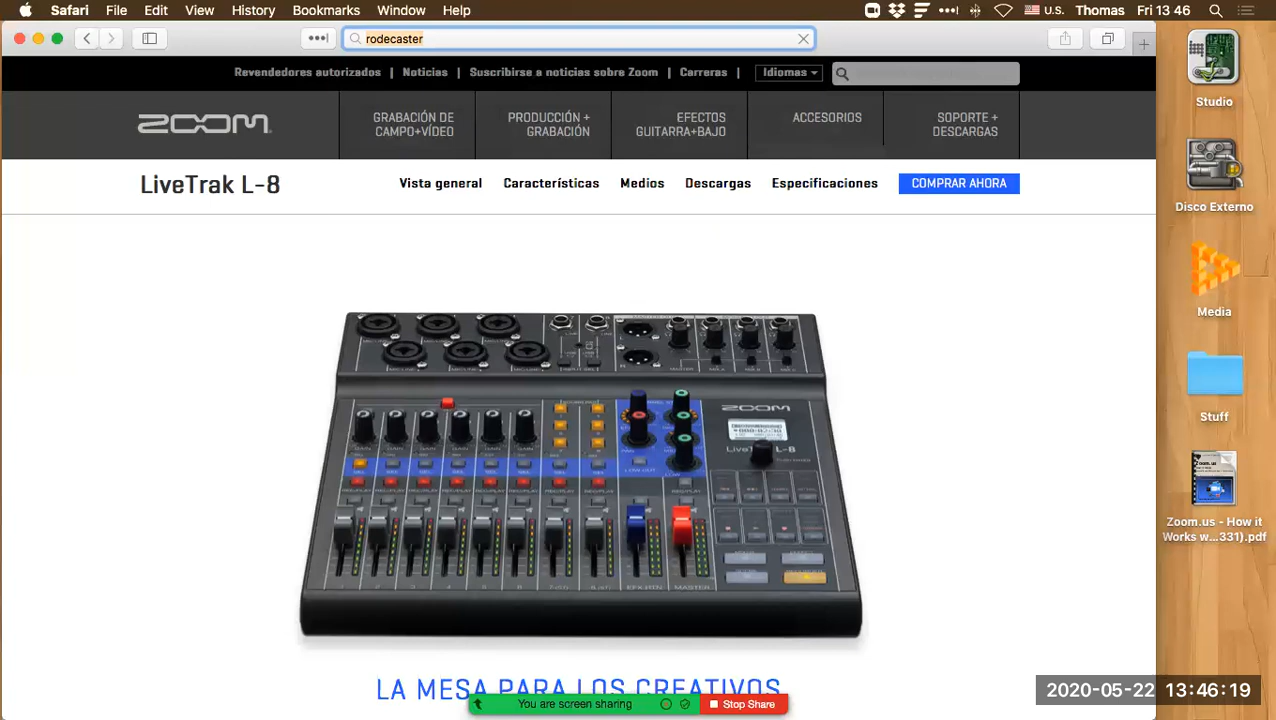 Safari File Edit View History Bookmarks Window Help U.S. Thomas Fri 13 46
rodecaster
Revendedores autorizados | Noticias | Suscribirse a noticias sobre Zoom | Carreras | Idiomas
ZOOM
GRABACIÓN DE
CAMPO+VÍDEO
PRODUCCIÓN +
GRABACIÓN
EFECTOS
GUITARRA+BAJO
ACCESORIOS
SOPORTE +
DESCARGAS
LiveTrak L-8
Vista general Características Medios Descargas Especificaciones COMPRAR AHORA
ZOOM
LiveTrak L-8
MASTER
LA MESA PARA LOS CREATIVOS
You are screen sharing Stop Share
Studio
Disco Externo
Media
Stuff
Zoom.us - How it
Works w...331).pdf
2020-05-22 13:46:19